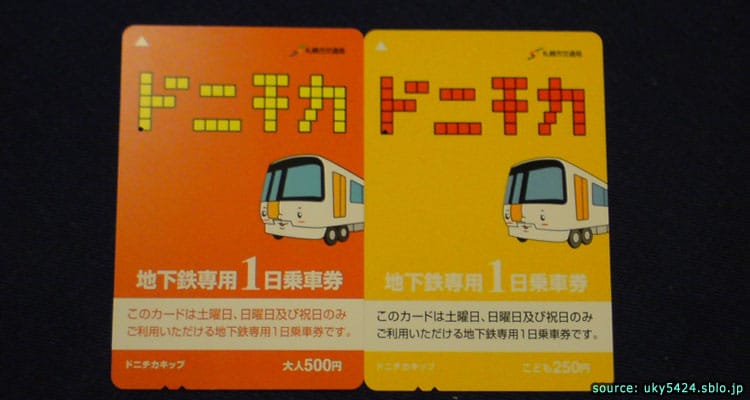 札幌市交通局
ドニチカ
地下鉄専用1日乗車券
このカードは土曜日、日曜日及び祝日のみ
ご利用いただける地下鉄専用1日乗車券です。
ドニチカキップ 大人500円
札幌市交通局
ドニチカ
地下鉄専用1日乗車券
このカードは土曜日、日曜日及び祝日のみ
ご利用いただける地下鉄専用1日乗車券です。
ドニチカキップ こども250円
source: uky5424.sblo.jp